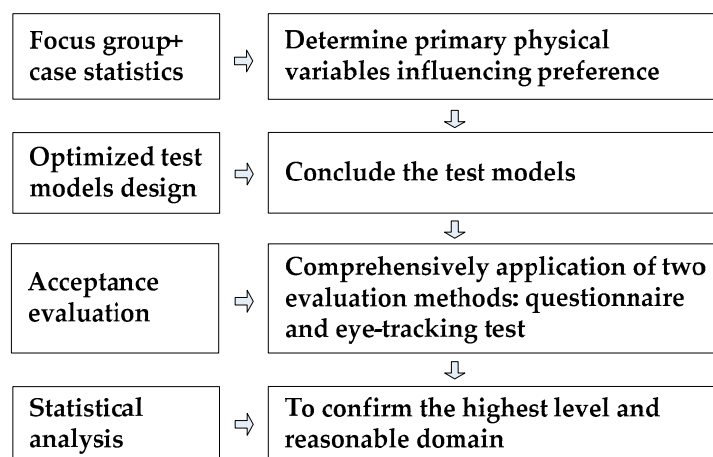 Focus group+
case statistics
Determine primary physical
variables influencing preference
Optimized test
models design
Conclude the test models
Acceptance
evaluation
Comprehensively application of two
evaluation methods: questionnaire
and eye-tracking test
Statistical
analysis
To confirm the highest level and
reasonable domain